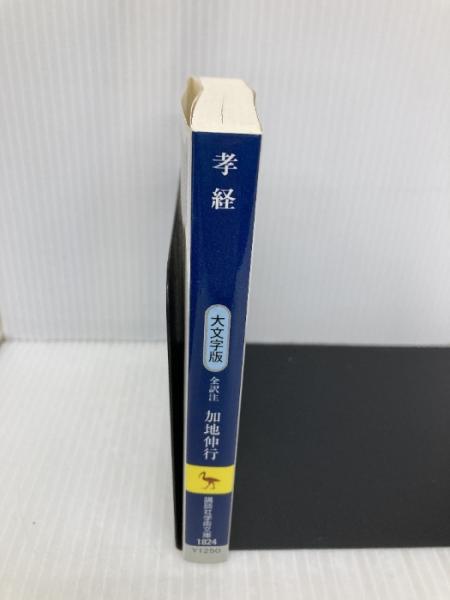 孝経
大文字版
全訳注 加地伸行
講談社学術文庫
1824
¥1250